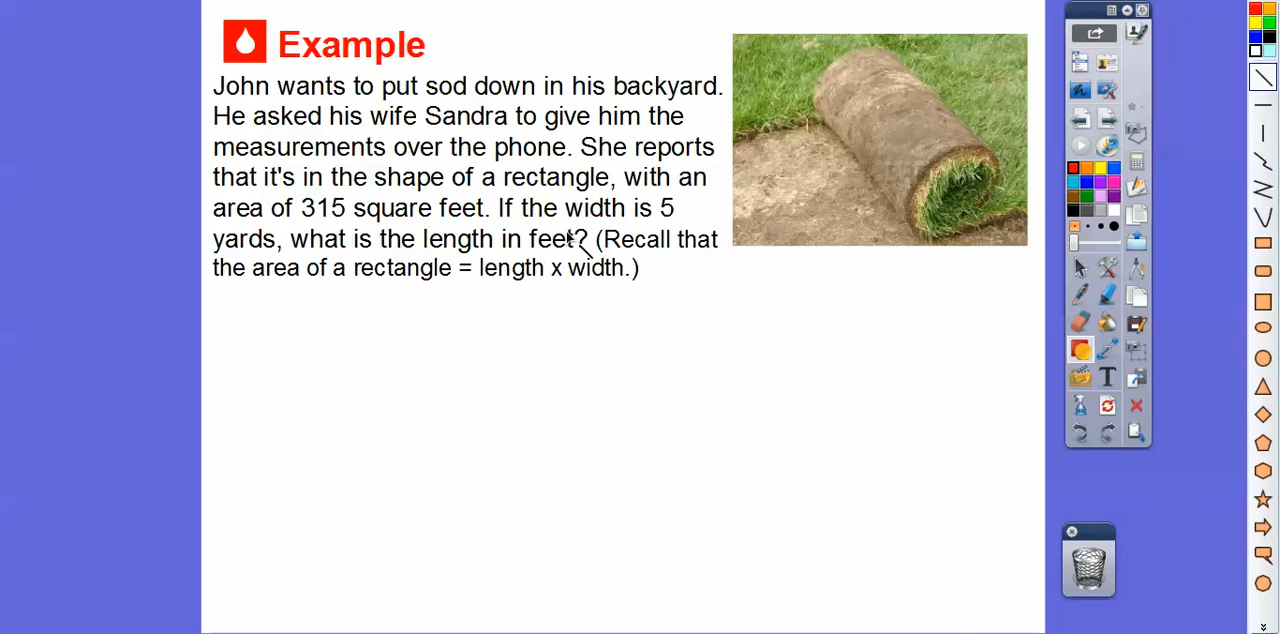 Example
John wants to put sod down in his backyard.
He asked his wife Sandra to give him the
measurements over the phone. She reports
that it's in the shape of a rectangle, with an
area of 315 square feet. If the width is 5
yards, what is the length in feet? (Recall that
the area of a rectangle = length x width.)
T